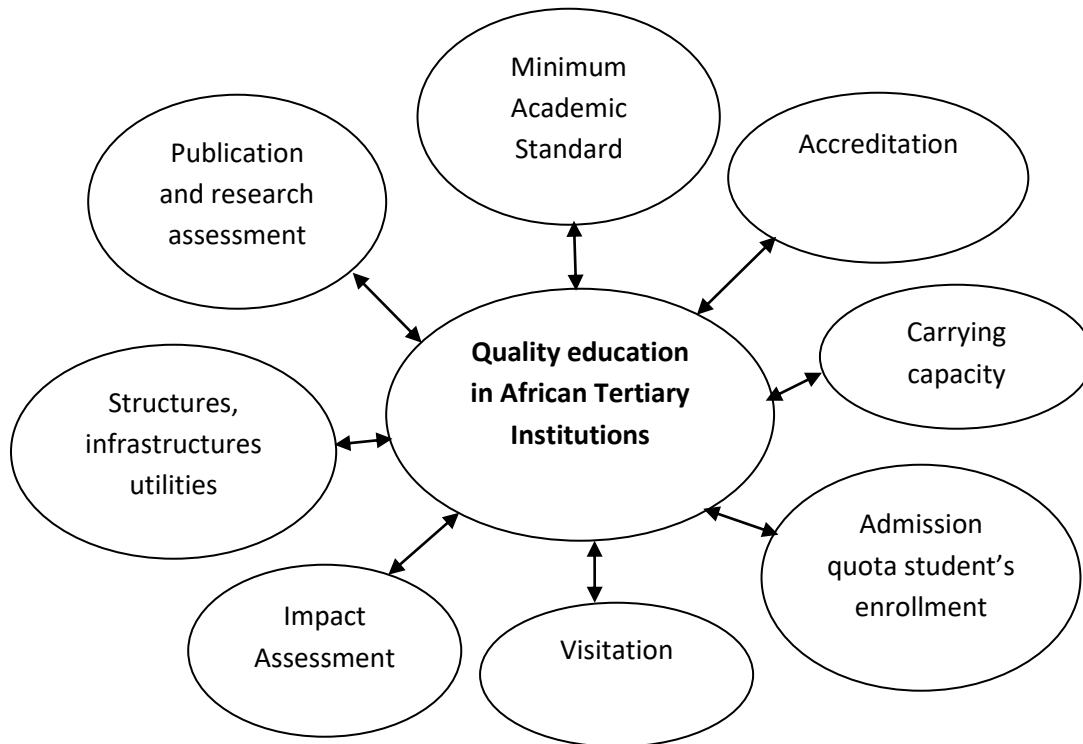 Minimum
Academic
Standard
Accreditation
Publication
and research
assessment
Carrying
capacity
Quality education
in African Tertiary
Institutions
Structures,
infrastructures
utilities
Admission
quota student’s
enrollment
Impact
Assessment
Visitation